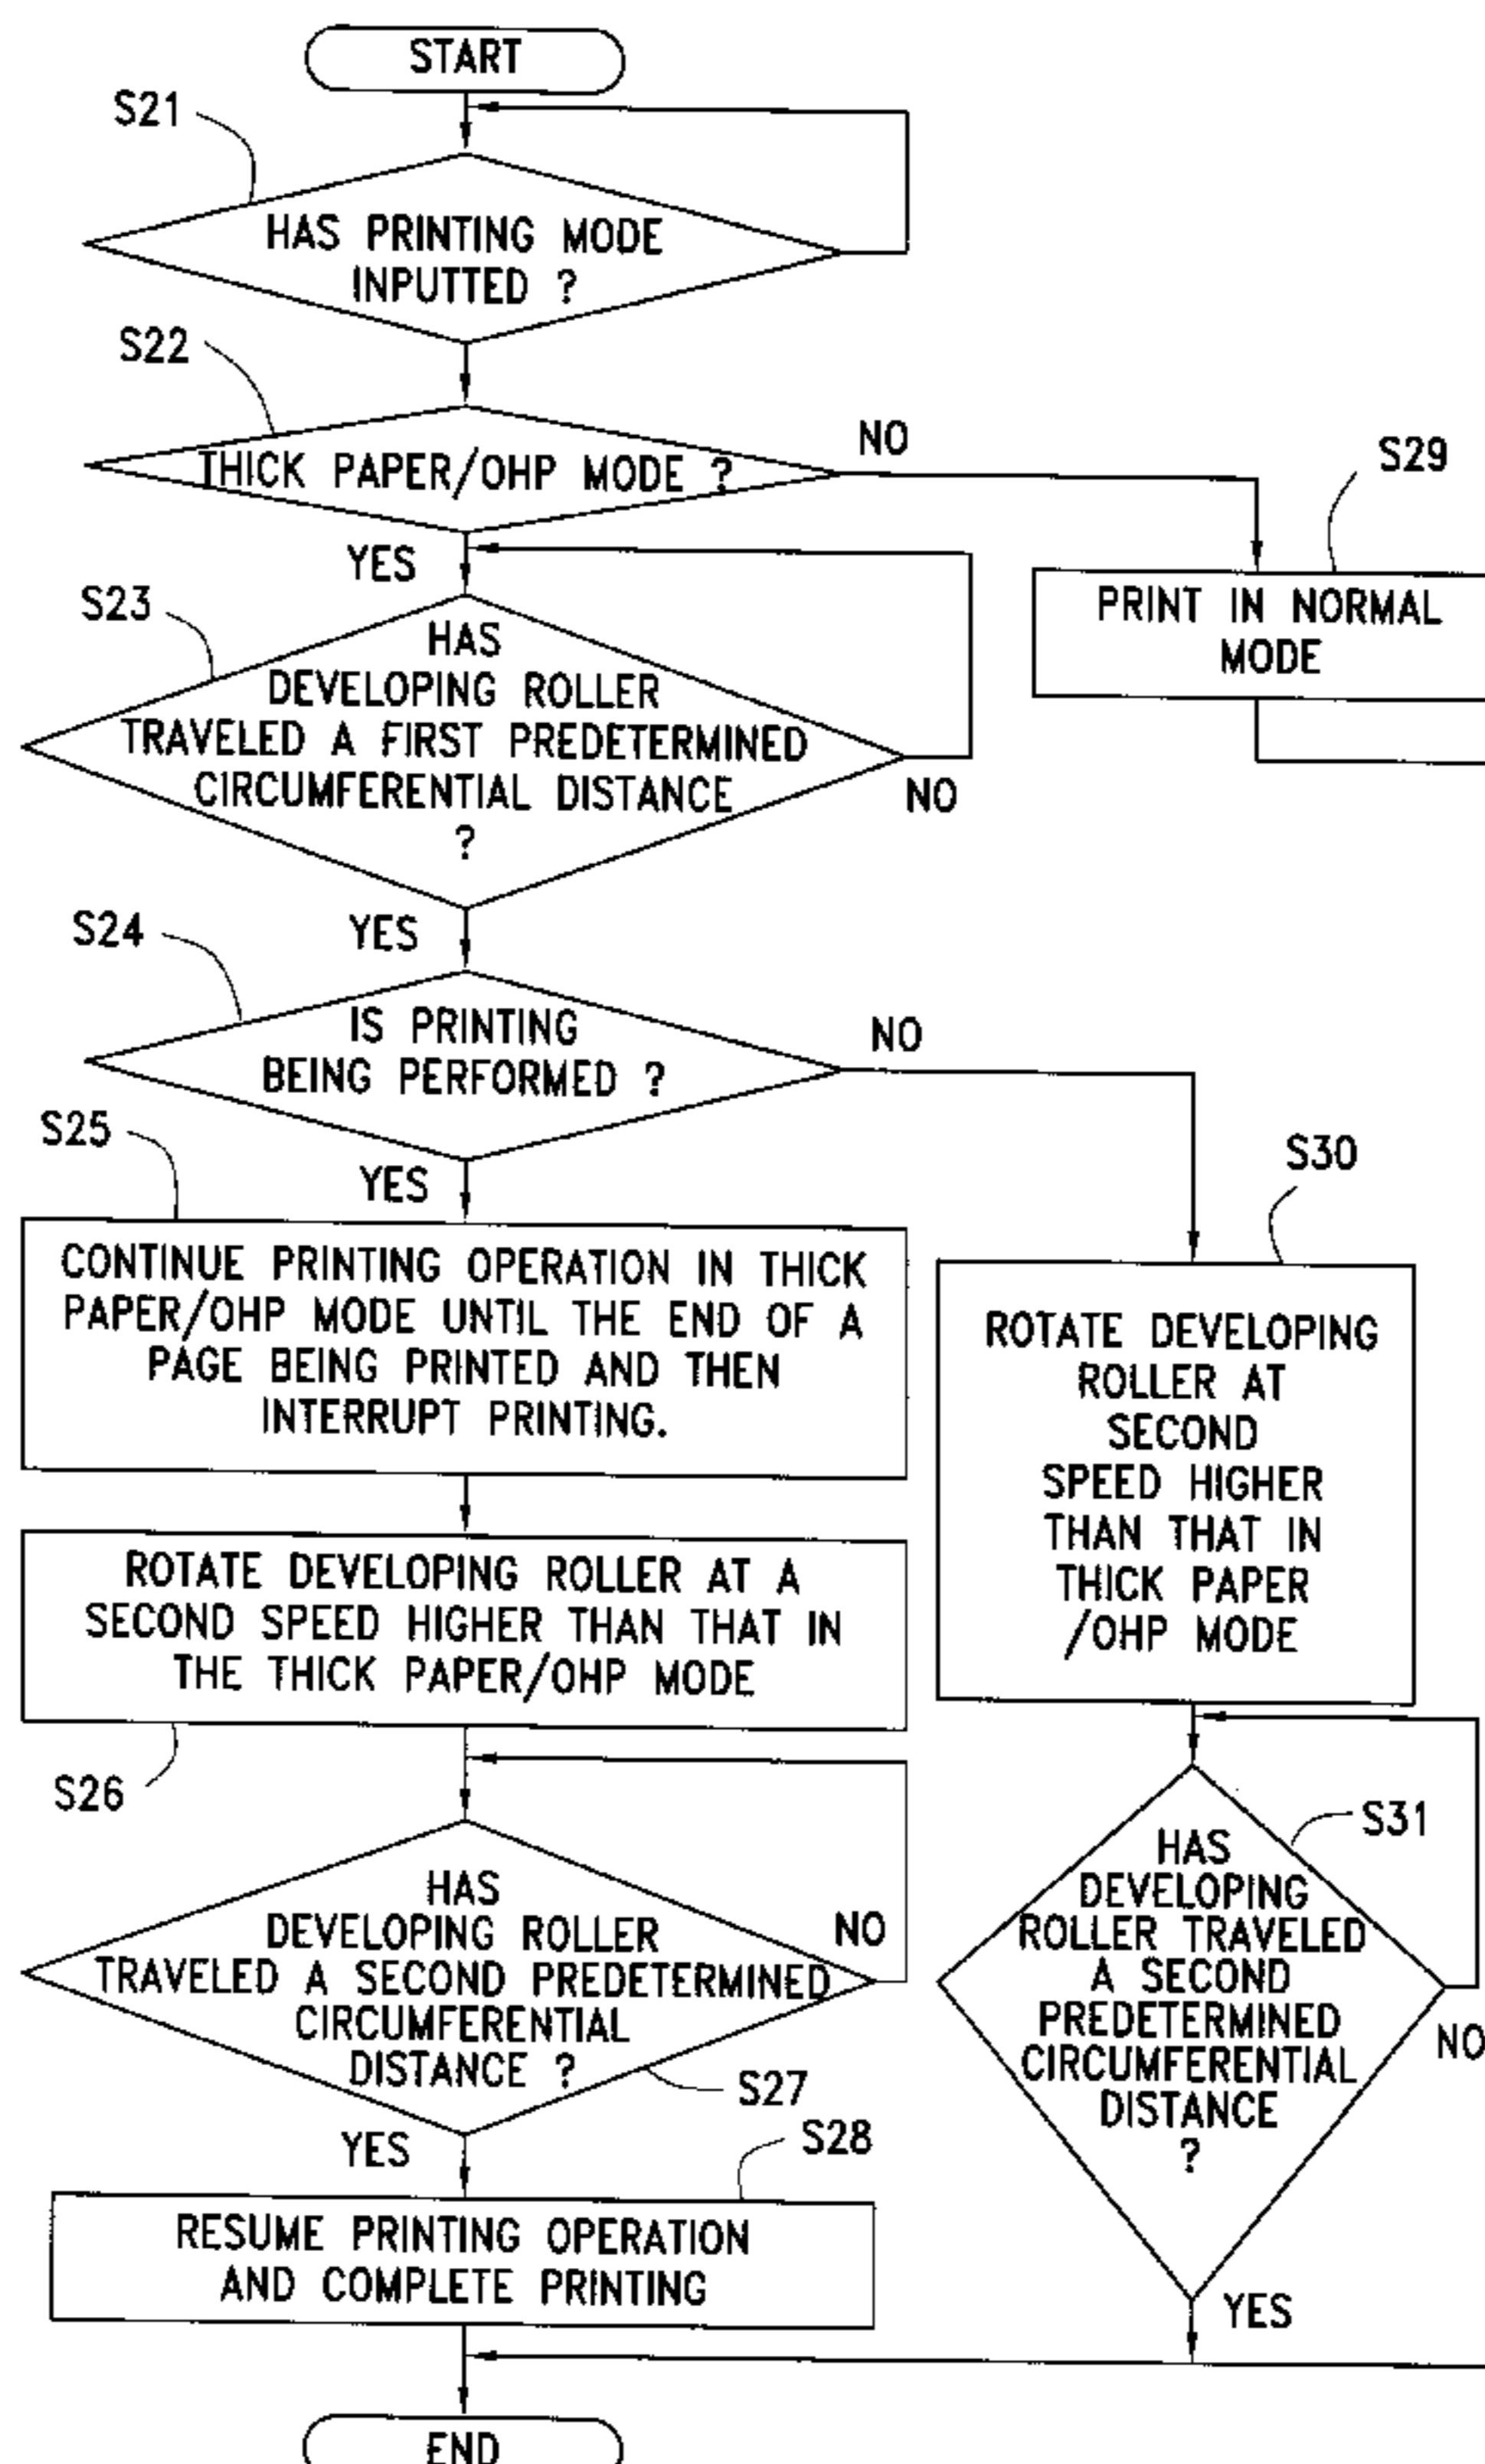 START
S21
HAS PRINTING MODE
INPUTTED ?
S22
THICK PAPER/OHP MODE ?
NO
S29
YES
PRINT IN NORMAL
MODE
S23
HAS
DEVELOPING ROLLER
TRAVELED A FIRST PREDETERMINED
CIRCUMFERENTIAL DISTANCE
?
NO
YES
S24
IS PRINTING
BEING PERFORMED ?
NO
S25
YES
S30
CONTINUE PRINTING OPERATION IN THICK
PAPER/OHP MODE UNTIL THE END OF A
PAGE BEING PRINTED AND THEN
INTERRUPT PRINTING.
ROTATE DEVELOPING
ROLLER AT
SECOND
SPEED HIGHER
THAN THAT IN
THICK PAPER
/OHP MODE
ROTATE DEVELOPING ROLLER AT A
SECOND SPEED HIGHER THAN THAT IN
THE THICK PAPER/OHP MODE
S26
S31
HAS
DEVELOPING ROLLER
TRAVELED A SECOND PREDETERMINED
CIRCUMFERENTIAL
DISTANCE ?
NO
S27
HAS
DEVELOPING
ROLLER TRAVELED
A SECOND
PREDETERMINED
CIRCUMFERENTIAL
DISTANCE
?
NO
YES
S28
RESUME PRINTING OPERATION
AND COMPLETE PRINTING
YES
END